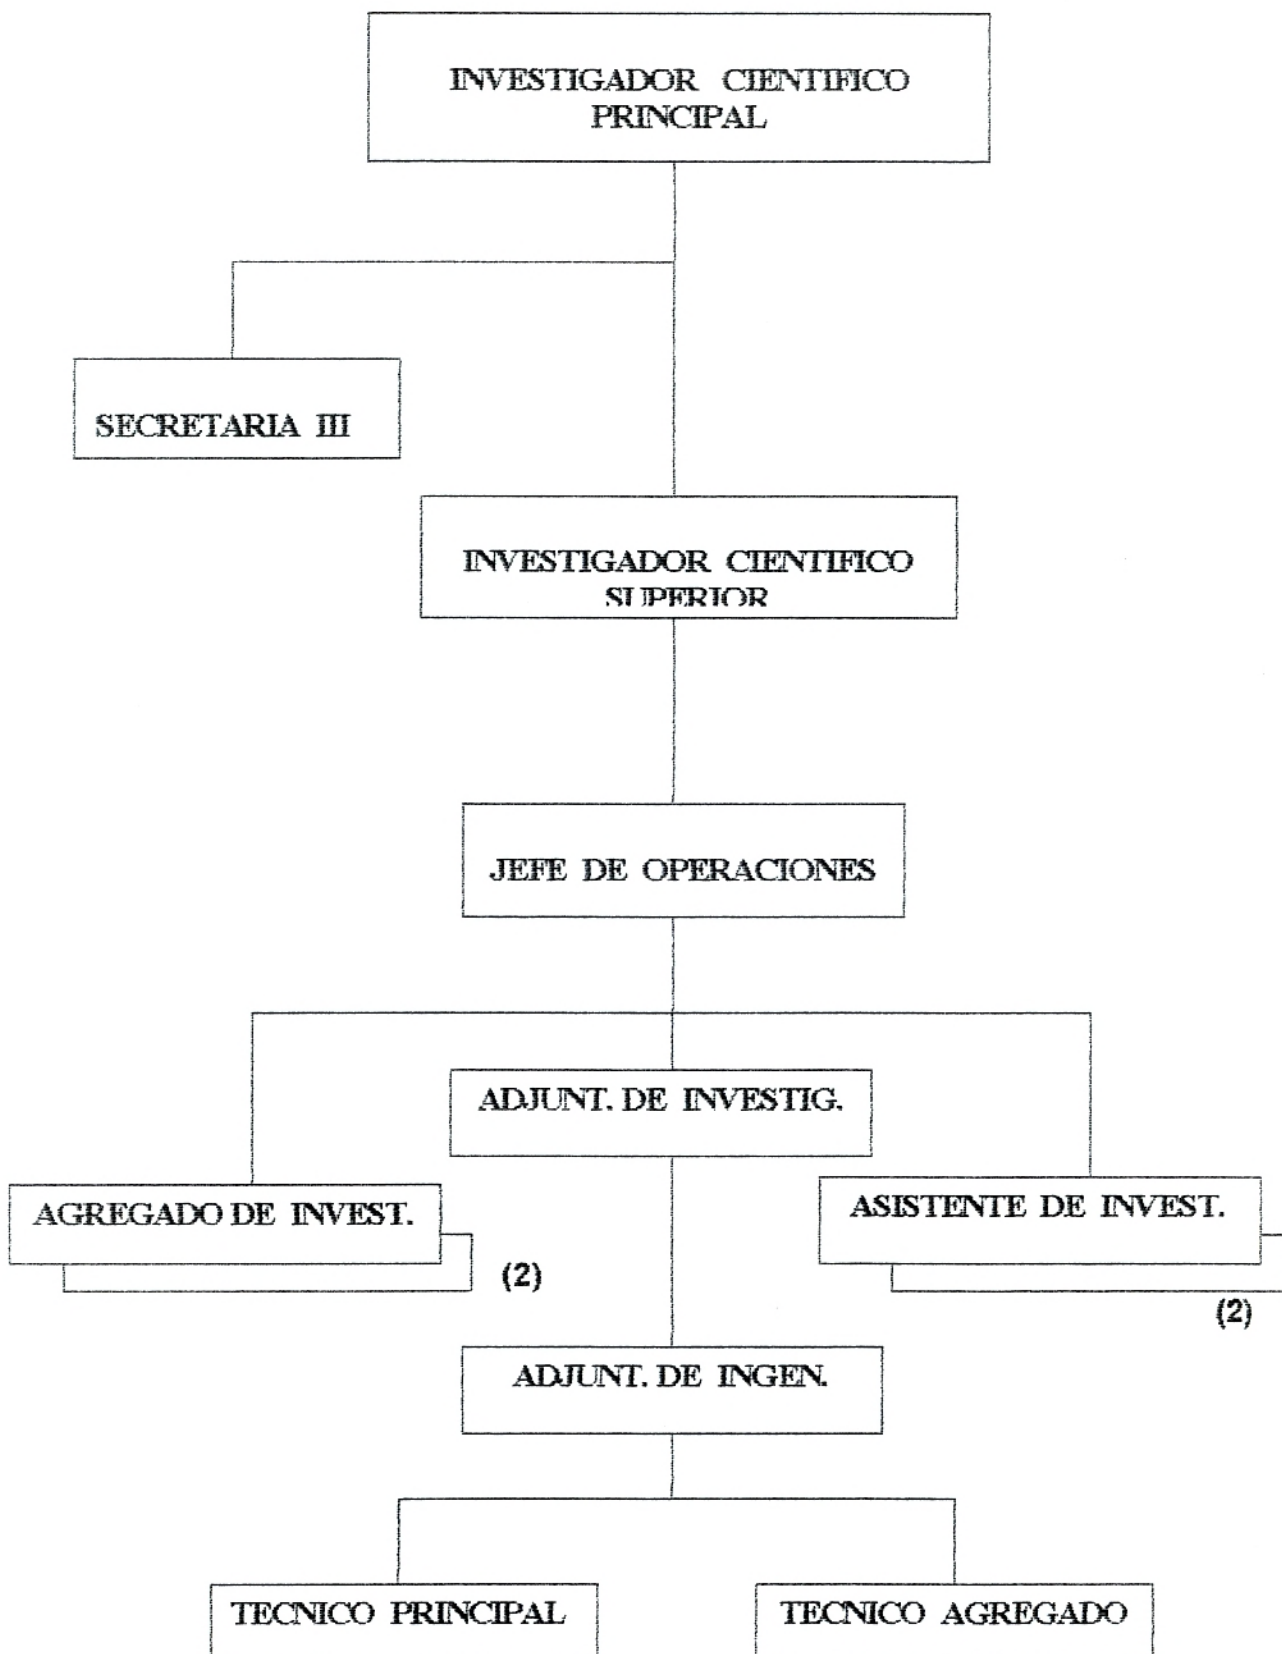 INVESTIGADOR CIENTIFICO
PRINCIPAL
SECRETARIA III
INVESTIGADOR CIENTIFICO
SUPERIOR
JEFE DE OPERACIONES
ADJUNT. DE INVESTIG.
AGREGADO DE INVEST.
(2)
ASISTENTE DE INVEST.
(2)
ADJUNT. DE INGEN.
TECNICO PRINCIPAL
TECNICO AGREGADO